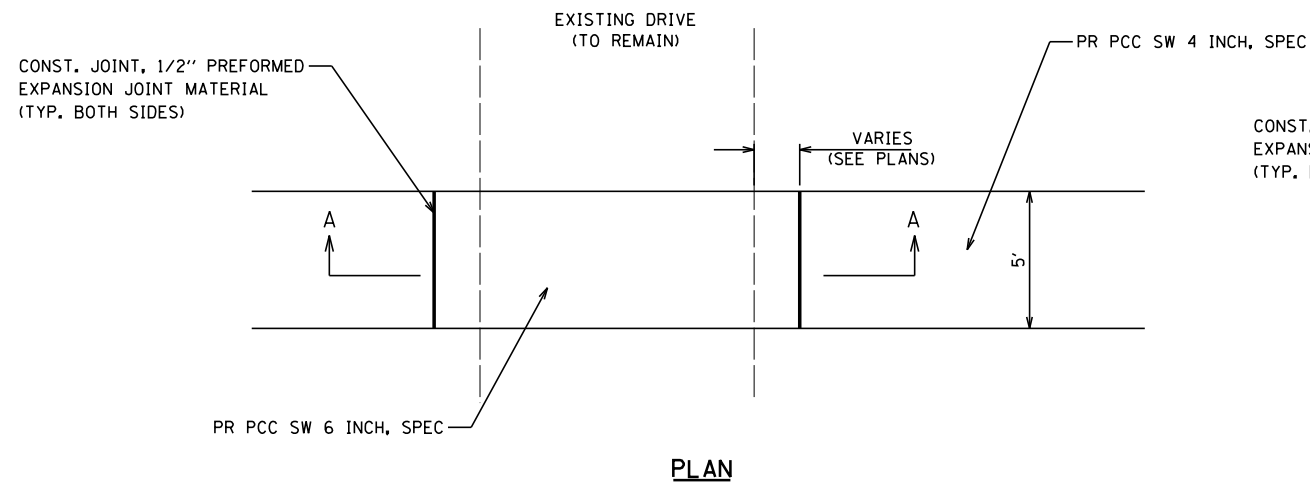 EXISTING DRIVE
(TO REMAIN)
CONST. JOINT, 1/2" PREFORMED
EXPANSION JOINT MATERIAL
(TYP. BOTH SIDES)
PR PCC SW 4 INCH, SPEC
CONST.
EXPANS
(TYP.
VARIES
(SEE PLANS)
A
A
5'
PR PCC SW 6 INCH, SPEC
PLAN